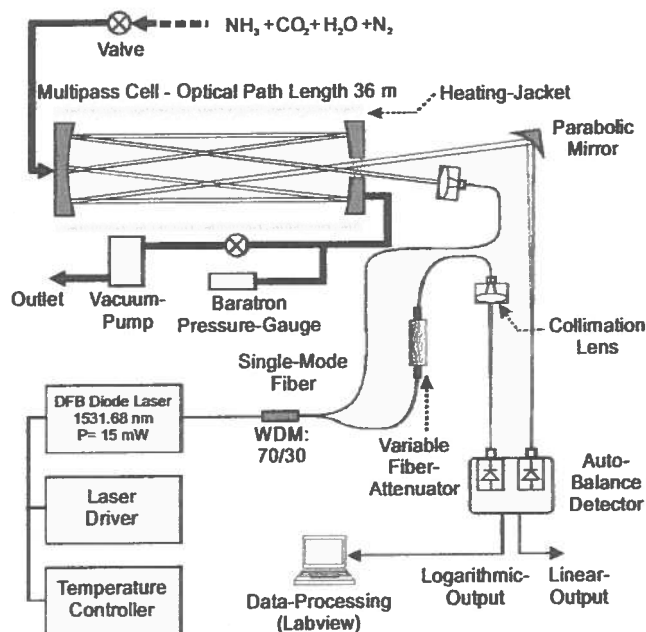 NH₃ +CO₂+ H₂O +N₂
Valve
Multipass Cell - Optical Path Length 36 m
Heating-Jacket
Parabolic
Mirror
Outlet
Vacuum-
Pump
Baratron
Pressure-Gauge
Collimation
Lens
Single-Mode
Fiber
DFB Diode Laser
1531.68 nm
P= 15 mW
WDM:
70/30
Variable
Fiber-
Attenuator
Auto-
Balance
Detector
Laser
Driver
Temperature
Controller
Data-Processing
(Labview)
Logarithmic-
Output
Linear-
Output